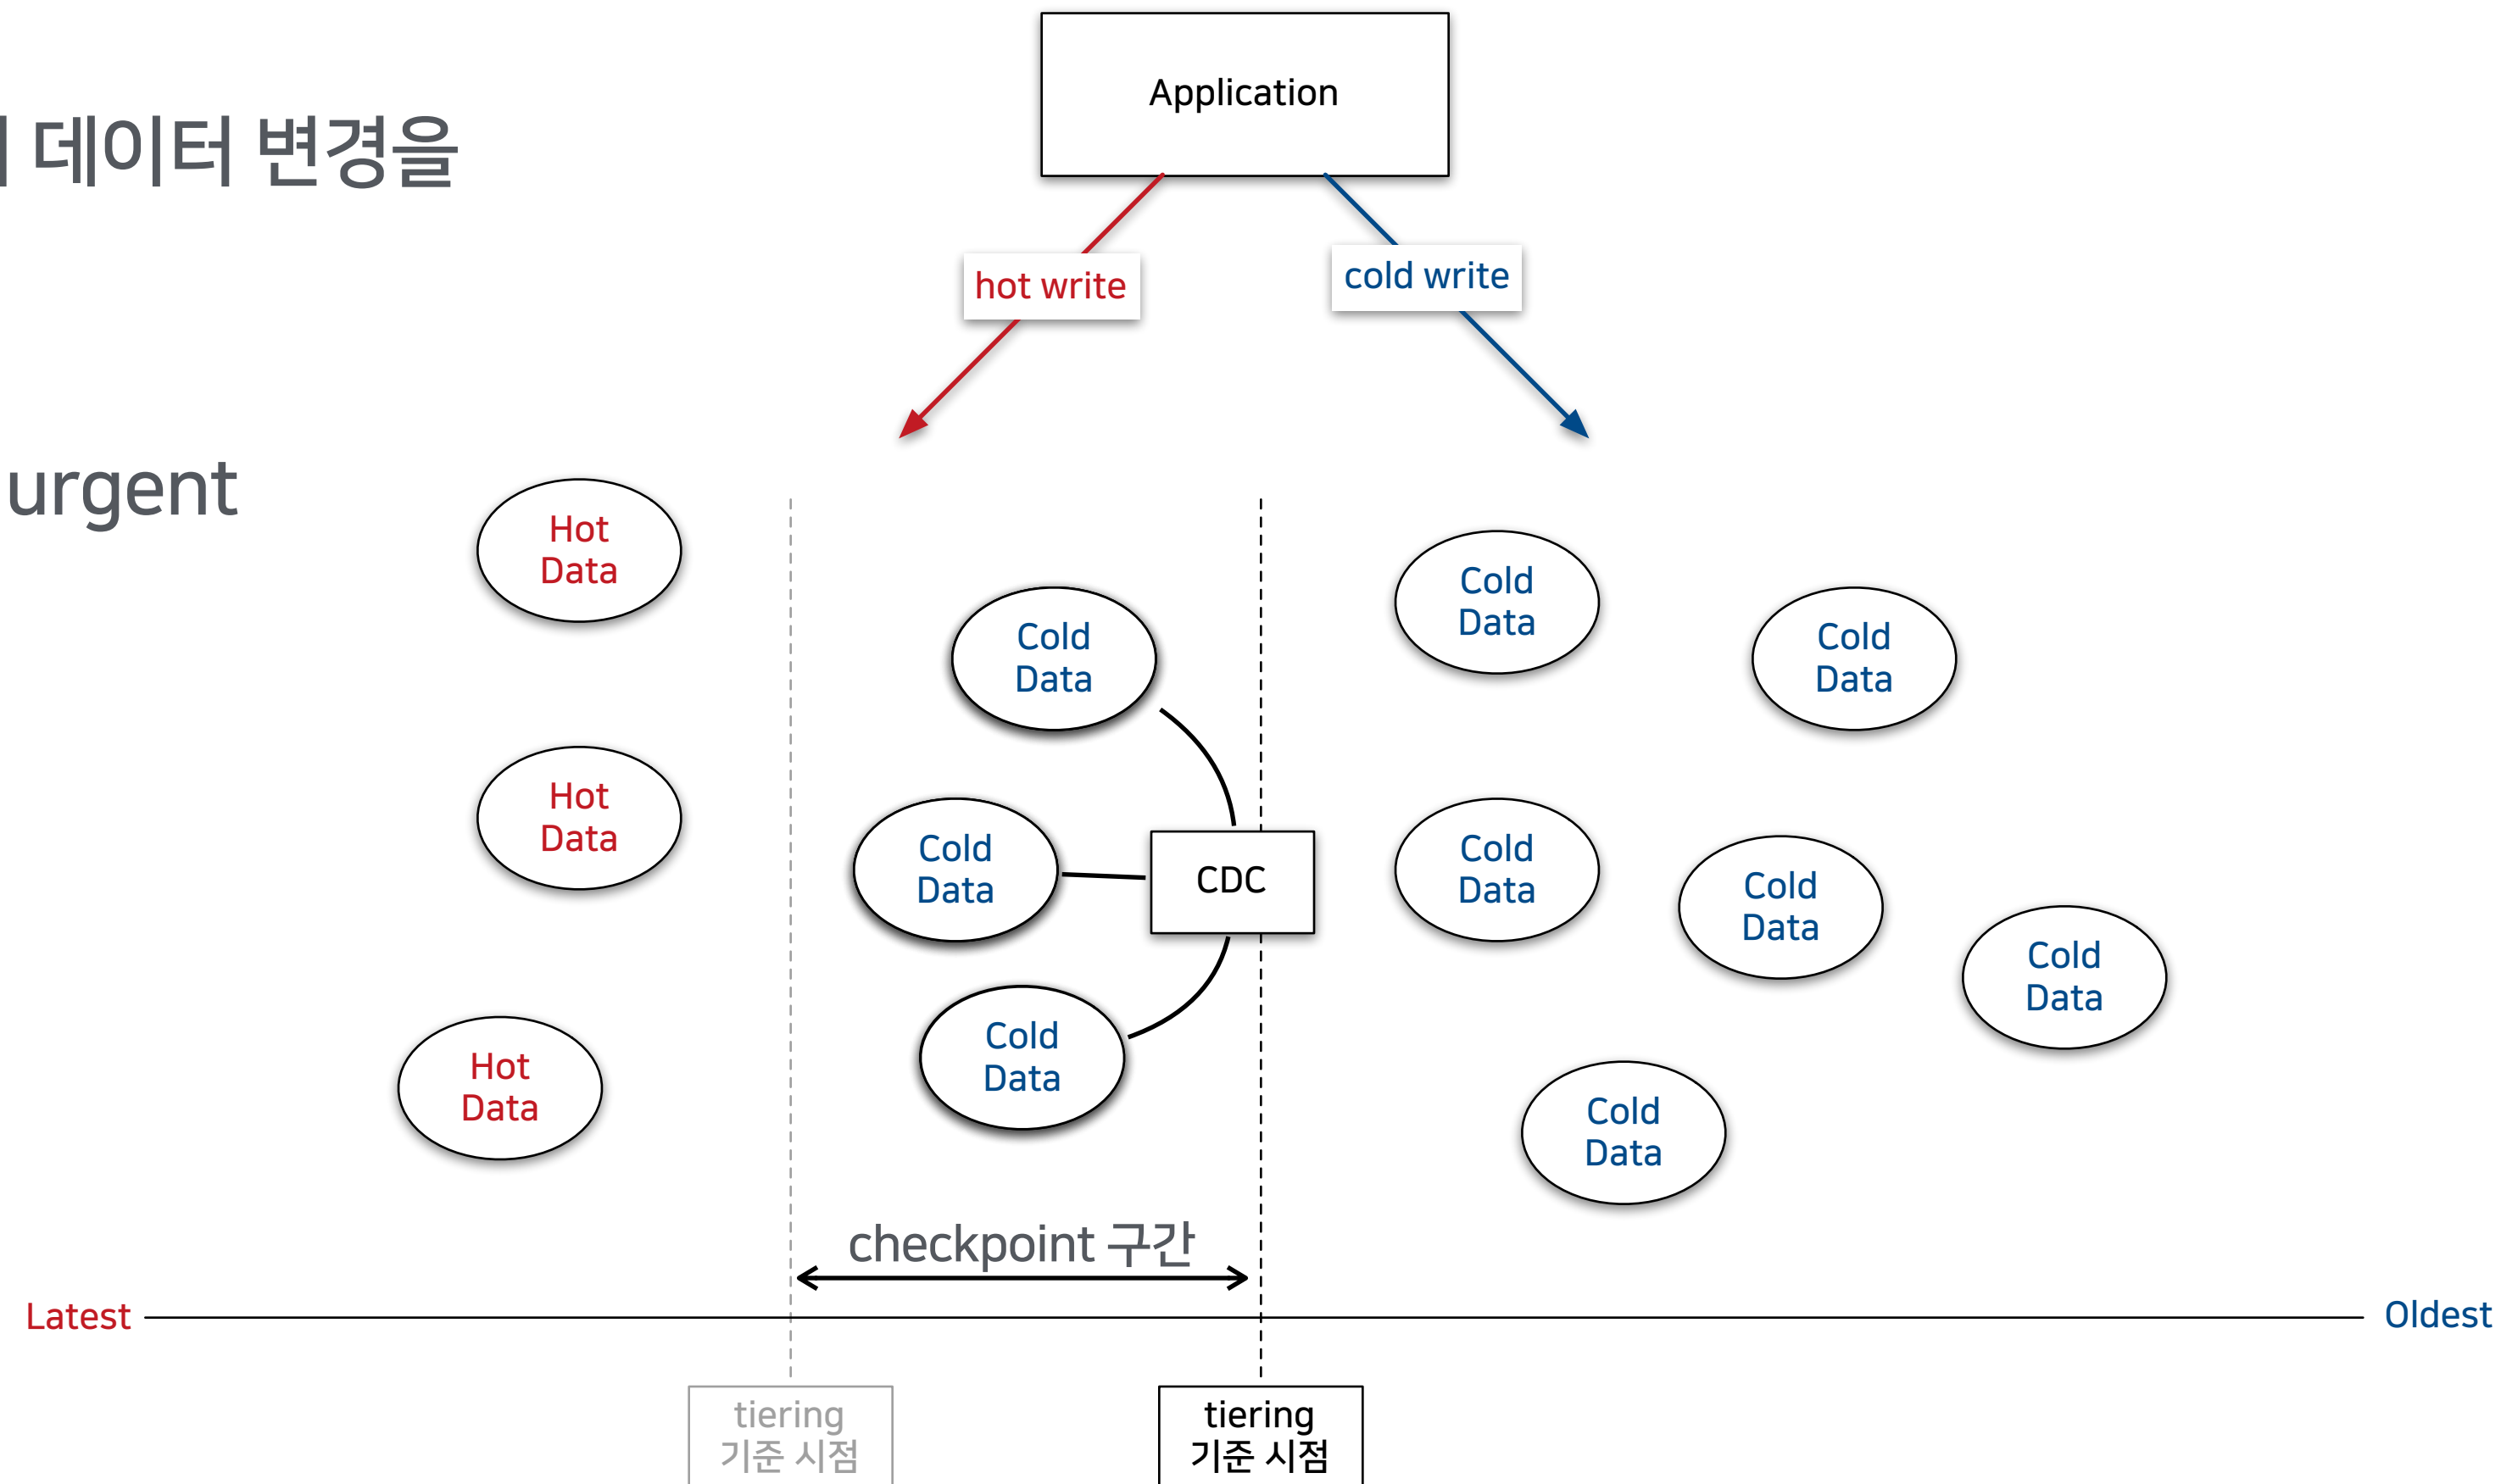 Application
데이터 변경을
hot write
cold write
urgent
Hot
Data
Cold
Data
Cold
Data
Cold
Data
Hot
Data
Cold
Data
Cold
Data
CDC
Cold
Data
Cold
Data
Cold
Data
Hot
Data
Cold
Data
checkpoint 구간
Latest
Oldest
tiering
기준 시점
tiering
기준 시점